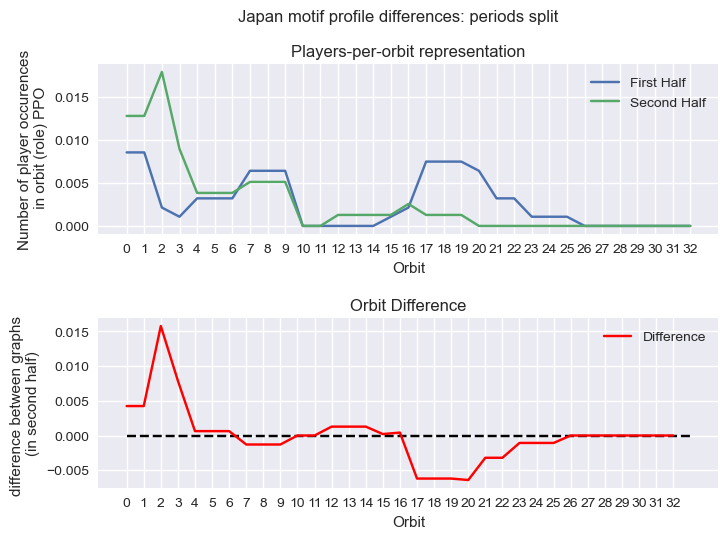 Japan motif profile differences: periods split
Players-per-orbit representation
Number of player occurences
in orbit (role) PPO
0.015
0.010
0.005
0.000
First Half
Second Half
0 1 2 3 4 5 6 7 8 9 10 11 12 13 14 15 16 17 18 19 20 21 22 23 24 25 26 27 28 29 30 31 32
Orbit
Orbit Difference
difference between graphs
(in second half)
0.015
0.010
0.005
0.000
−0.005
Difference
0 1 2 3 4 5 6 7 8 9 10 11 12 13 14 15 16 17 18 19 20 21 22 23 24 25 26 27 28 29 30 31 32
Orbit